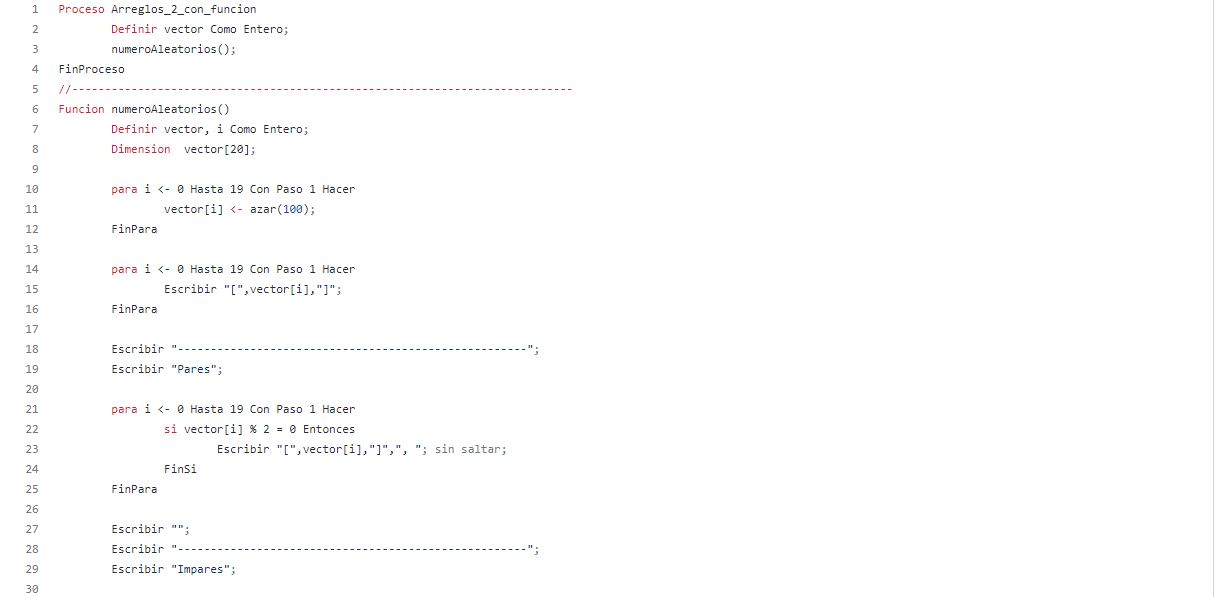 1 Proceso Arreglos_2_con_funcion
2 Definir vector Como Entero;
3 numeroAleatorios();
4 FinProceso
5 //----------------------------------------------------------------------------
6 Funcion numeroAleatorios()
7 Definir vector, i Como Entero;
8 Dimension  vector[20];
9
10 para i <- 0 Hasta 19 Con Paso 1 Hacer
11 vector[i] <- azar(100);
12 FinPara
13
14 para i <- 0 Hasta 19 Con Paso 1 Hacer
15 Escribir "[",vector[i],"]";
16 FinPara
17
18 Escribir "-----------------------------------------------------";
19 Escribir "Pares";
20
21 para i <- 0 Hasta 19 Con Paso 1 Hacer
22 si vector[i] % 2 = 0 Entonces
23 Escribir "[",vector[i],"]",", "; sin saltar;
24 FinSi
25 FinPara
26
27 Escribir "";
28 Escribir "-----------------------------------------------------";
29 Escribir "Impares";
30